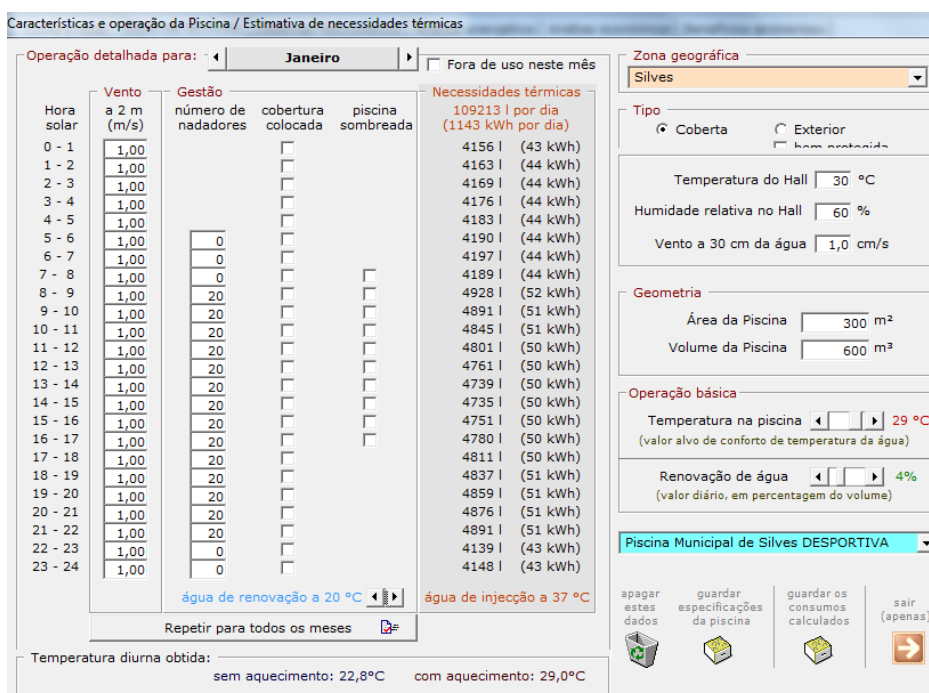 Características e operação da Piscina / Estimativa de necessidades térmicas
Operação detalhada para: Janeiro
Fora de uso neste mês
Hora solar
Vento a 2 m (m/s)
Gestão
número de nadadores
cobertura colocada
piscina sombreada
Necessidades térmicas
109213 l por dia
(1143 kWh por dia)
0 - 1 1,00 4156 l (43 kWh)
1 - 2 1,00 4163 l (44 kWh)
2 - 3 1,00 4169 l (44 kWh)
3 - 4 1,00 4176 l (44 kWh)
4 - 5 1,00 4183 l (44 kWh)
5 - 6 1,00 0 4190 l (44 kWh)
6 - 7 1,00 0 4197 l (44 kWh)
7 - 8 1,00 0 4189 l (44 kWh)
8 - 9 1,00 20 4928 l (52 kWh)
9 - 10 1,00 20 4891 l (51 kWh)
10 - 11 1,00 20 4845 l (51 kWh)
11 - 12 1,00 20 4801 l (50 kWh)
12 - 13 1,00 20 4761 l (50 kWh)
13 - 14 1,00 20 4739 l (50 kWh)
14 - 15 1,00 20 4735 l (50 kWh)
15 - 16 1,00 20 4751 l (50 kWh)
16 - 17 1,00 20 4780 l (50 kWh)
17 - 18 1,00 20 4811 l (50 kWh)
18 - 19 1,00 20 4837 l (51 kWh)
19 - 20 1,00 20 4859 l (51 kWh)
20 - 21 1,00 20 4876 l (51 kWh)
21 - 22 1,00 20 4891 l (51 kWh)
22 - 23 1,00 0 4139 l (43 kWh)
23 - 24 1,00 0 4148 l (43 kWh)
água de renovação a 20 °C
água de injecção a 37 °C
Repetir para todos os meses
Temperatura diurna obtida:
sem aquecimento: 22,8°C com aquecimento: 29,0°C
Zona geográfica
Silves
Tipo
Coberta Exterior
bem protegida
Temperatura do Hall 30 °C
Humidade relativa no Hall 60 %
Vento a 30 cm da água 1,0 cm/s
Geometria
Área da Piscina 300 m²
Volume da Piscina 600 m³
Operação básica
Temperatura na piscina 29 °C
(valor alvo de conforto de temperatura da água)
Renovação de água 4%
(valor diário, em percentagem do volume)
Piscina Municipal de Silves DESPORTIVA
apagar estes dados
guardar especificações da piscina
guardar os consumos calculados
sair (apenas)